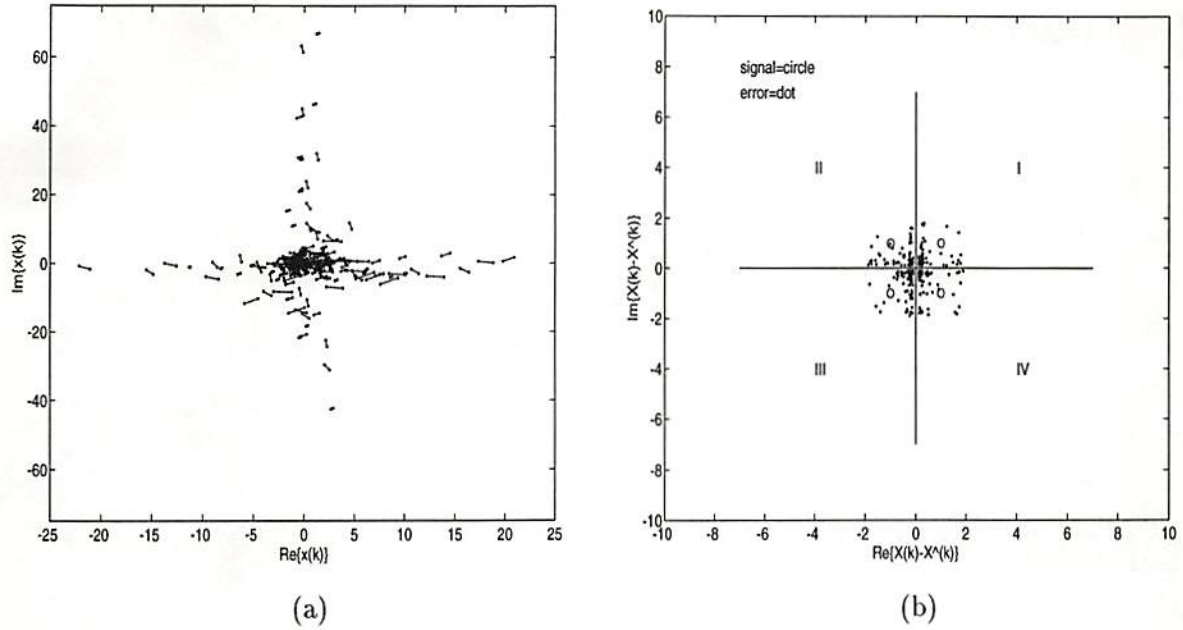 60
40
20
0
-20
-40
-60
-25 -20 -15 -10 -5 0 5 10 15 20 25
Im{x(k)}
Re{x(k)}
(a)
10
8
6
4
2
0
-2
-4
-6
-8
-10
-10 -8 -6 -4 -2 0 2 4 6 8 10
Im{X(k)-X^(k)}
Re{X(k)-X^(k)}
signal=circle
error=dot
II I
III IV
(b)